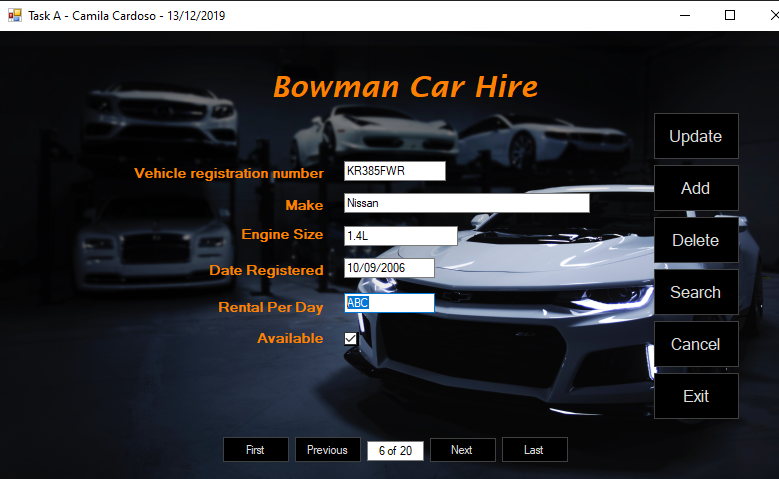 Task A - Camila Cardoso - 13/12/2019
Bowman Car Hire
Update
Vehicle registration number KR385FWR
Add
Make Nissan
Engine Size 1.4L
Delete
Date Registered 10/09/2006
Search
Rental Per Day ABC
Available
Cancel
Exit
First Previous 6 of 20 Next Last